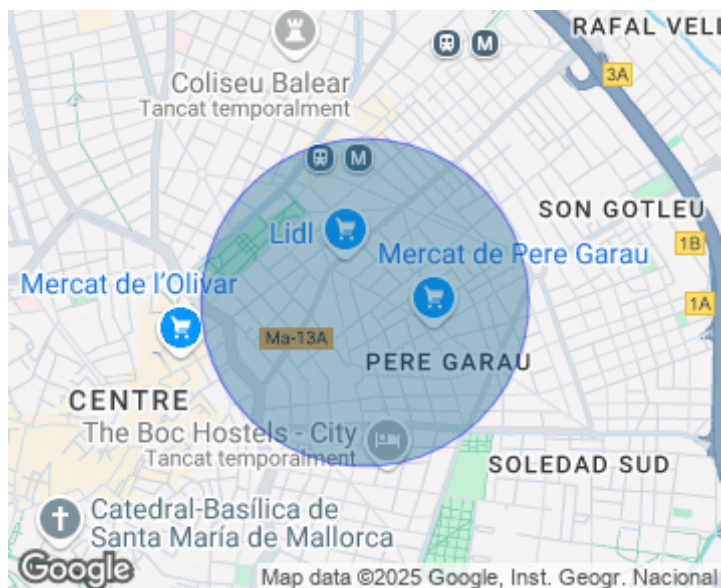 RAFAL VELL
M
3A
Coliseu Balear
Tancat temporalment
M
SON GOTLEU
Lidl
1B
Mercat de Pere Garau
Mercat de l'Olivar
1A
Ma-13A
PERE GARAU
CENTRE
The Boc Hostels - City
Tancat temporalment
SOLEDAD SUD
Catedral-Basílica de
Santa María de Mallorca
Google
Map data ©2025 Google, Inst. Geogr. Nacional